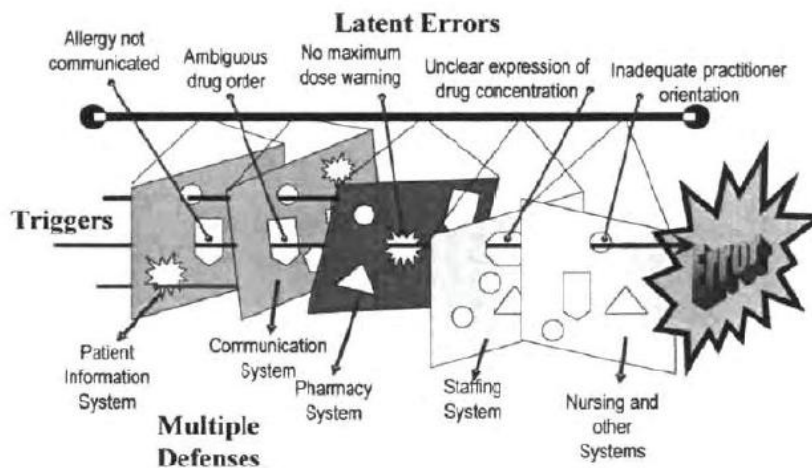 Latent Errors
Allergy not
communicated
Ambiguous
drug order
No maximum
dose warning
Unclear expression of
drug concentration
Inadequate practitioner
orientation
Triggers
Patient
Information
System
Communication
System
Pharmacy
System
Staffing
System
Nursing and
other
Systems
Multiple
Defenses